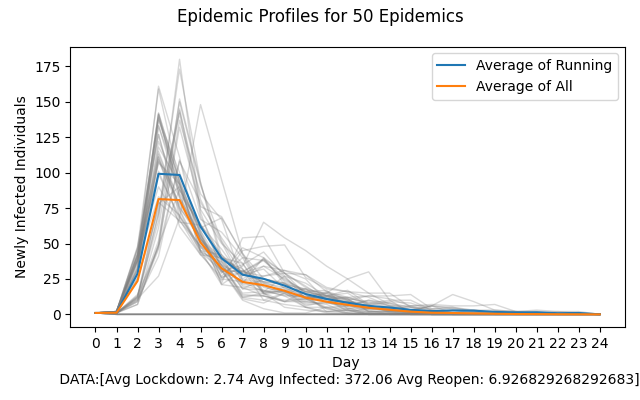 Epidemic Profiles for 50 Epidemics
Average of Running
Average of All
Newly Infected Individuals
175
150
125
100
75
50
25
0
0 1 2 3 4 5 6 7 8 9 10 11 12 13 14 15 16 17 18 19 20 21 22 23 24
Day
DATA:[Avg Lockdown: 2.74 Avg Infected: 372.06 Avg Reopen: 6.926829268292683]